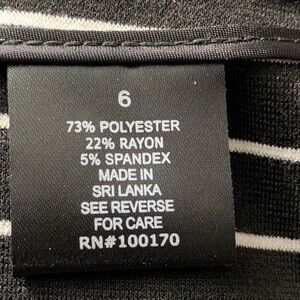 6
73% POLYESTER
22% RAYON
5% SPANDEX
MADE IN
SRI LANKA
SEE REVERSE
FOR CARE
RN#100170